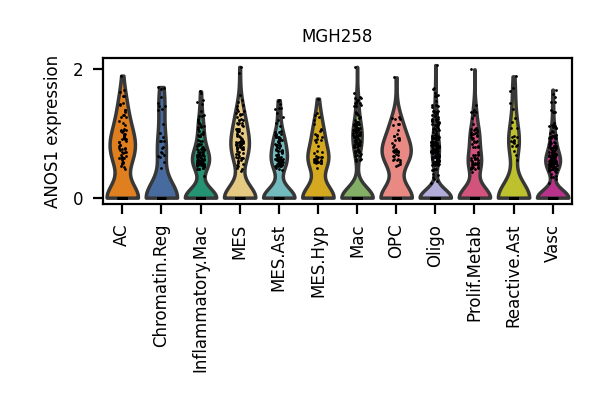 MGH258
ANOS1 expression
2
0
AC
Chromatin.Reg
Inflammatory.Mac
MES
MES.Ast
MES.Hyp
Mac
OPC
Oligo
Prolif.Metab
Reactive.Ast
Vasc